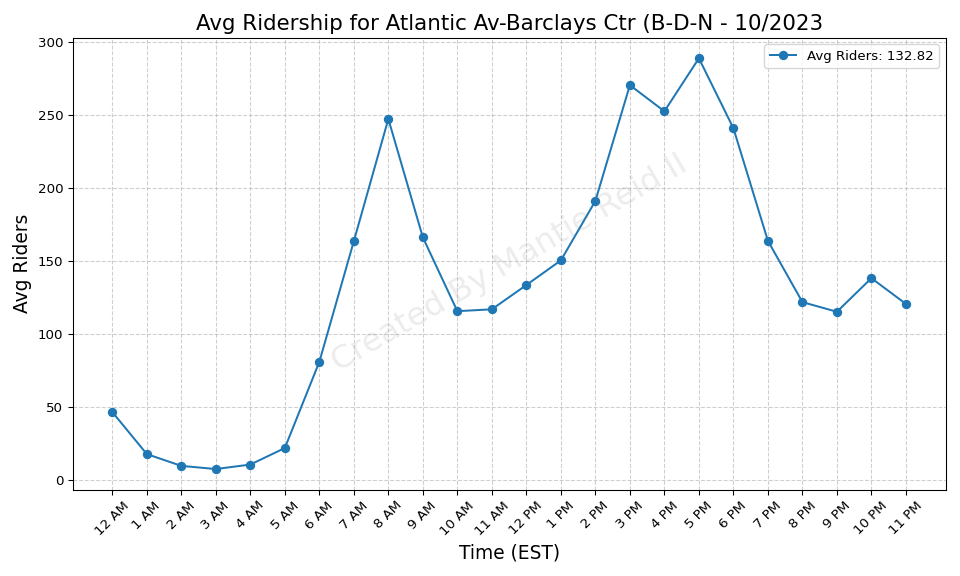 Avg Ridership for Atlantic Av-Barclays Ctr (B-D-N - 10/2023
Avg Riders: 132.82
300
250
200
150
100
50
0
Avg Riders
Created By Mantie Reid II
12 AM
1 AM
2 AM
3 AM
4 AM
5 AM
6 AM
7 AM
8 AM
9 AM
10 AM
11 AM
12 PM
1 PM
2 PM
3 PM
4 PM
5 PM
6 PM
7 PM
8 PM
9 PM
10 PM
11 PM
Time (EST)